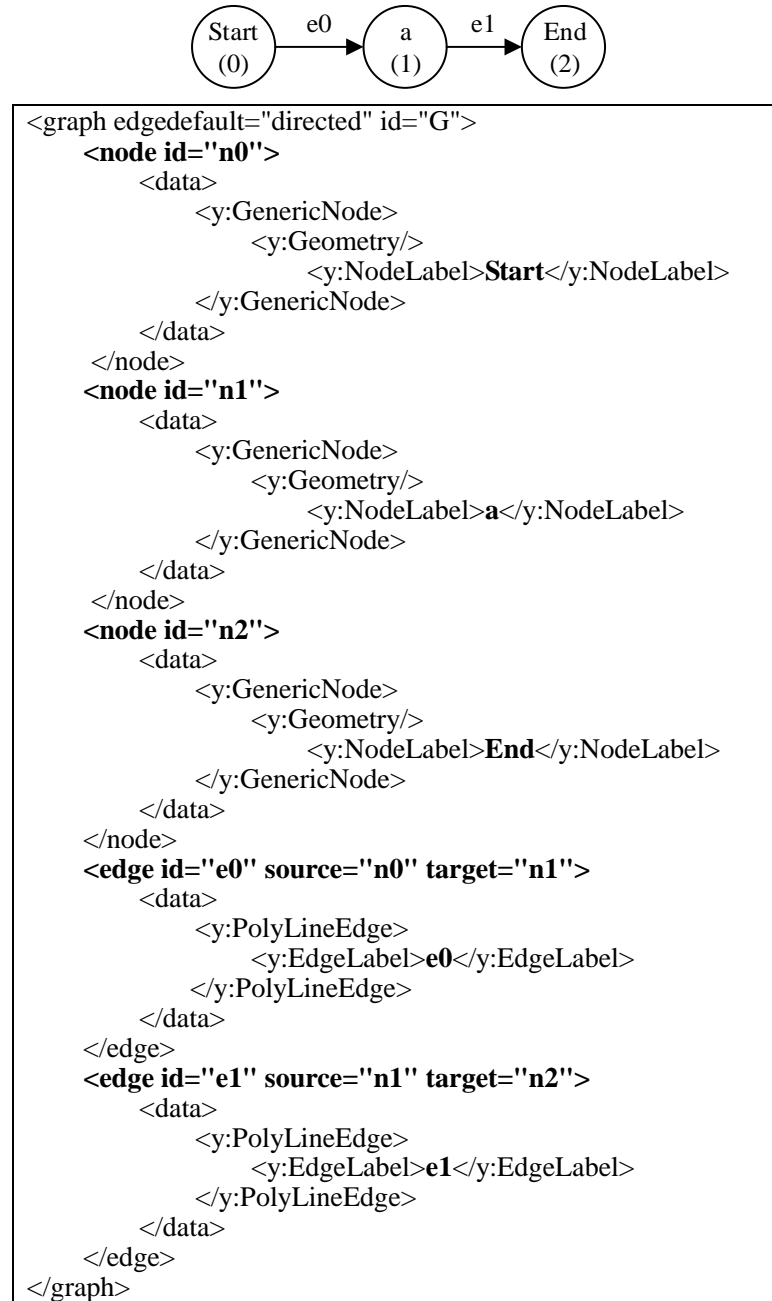 Start e0 a e1 End
(0) (1) (2)
<graph edgedefault="directed" id="G">
<node id="n0">
<data>
<y:GenericNode>
<y:Geometry/>
<y:NodeLabel>Start</y:NodeLabel>
</y:GenericNode>
</data>
</node>
<node id="n1">
<data>
<y:GenericNode>
<y:Geometry/>
<y:NodeLabel>a</y:NodeLabel>
</y:GenericNode>
</data>
</node>
<node id="n2">
<data>
<y:GenericNode>
<y:Geometry/>
<y:NodeLabel>End</y:NodeLabel>
</y:GenericNode>
</data>
</node>
<edge id="e0" source="n0" target="n1">
<data>
<y:PolyLineEdge>
<y:EdgeLabel>e0</y:EdgeLabel>
</y:PolyLineEdge>
</data>
</edge>
<edge id="e1" source="n1" target="n2">
<data>
<y:PolyLineEdge>
<y:EdgeLabel>e1</y:EdgeLabel>
</y:PolyLineEdge>
</data>
</edge>
</graph>